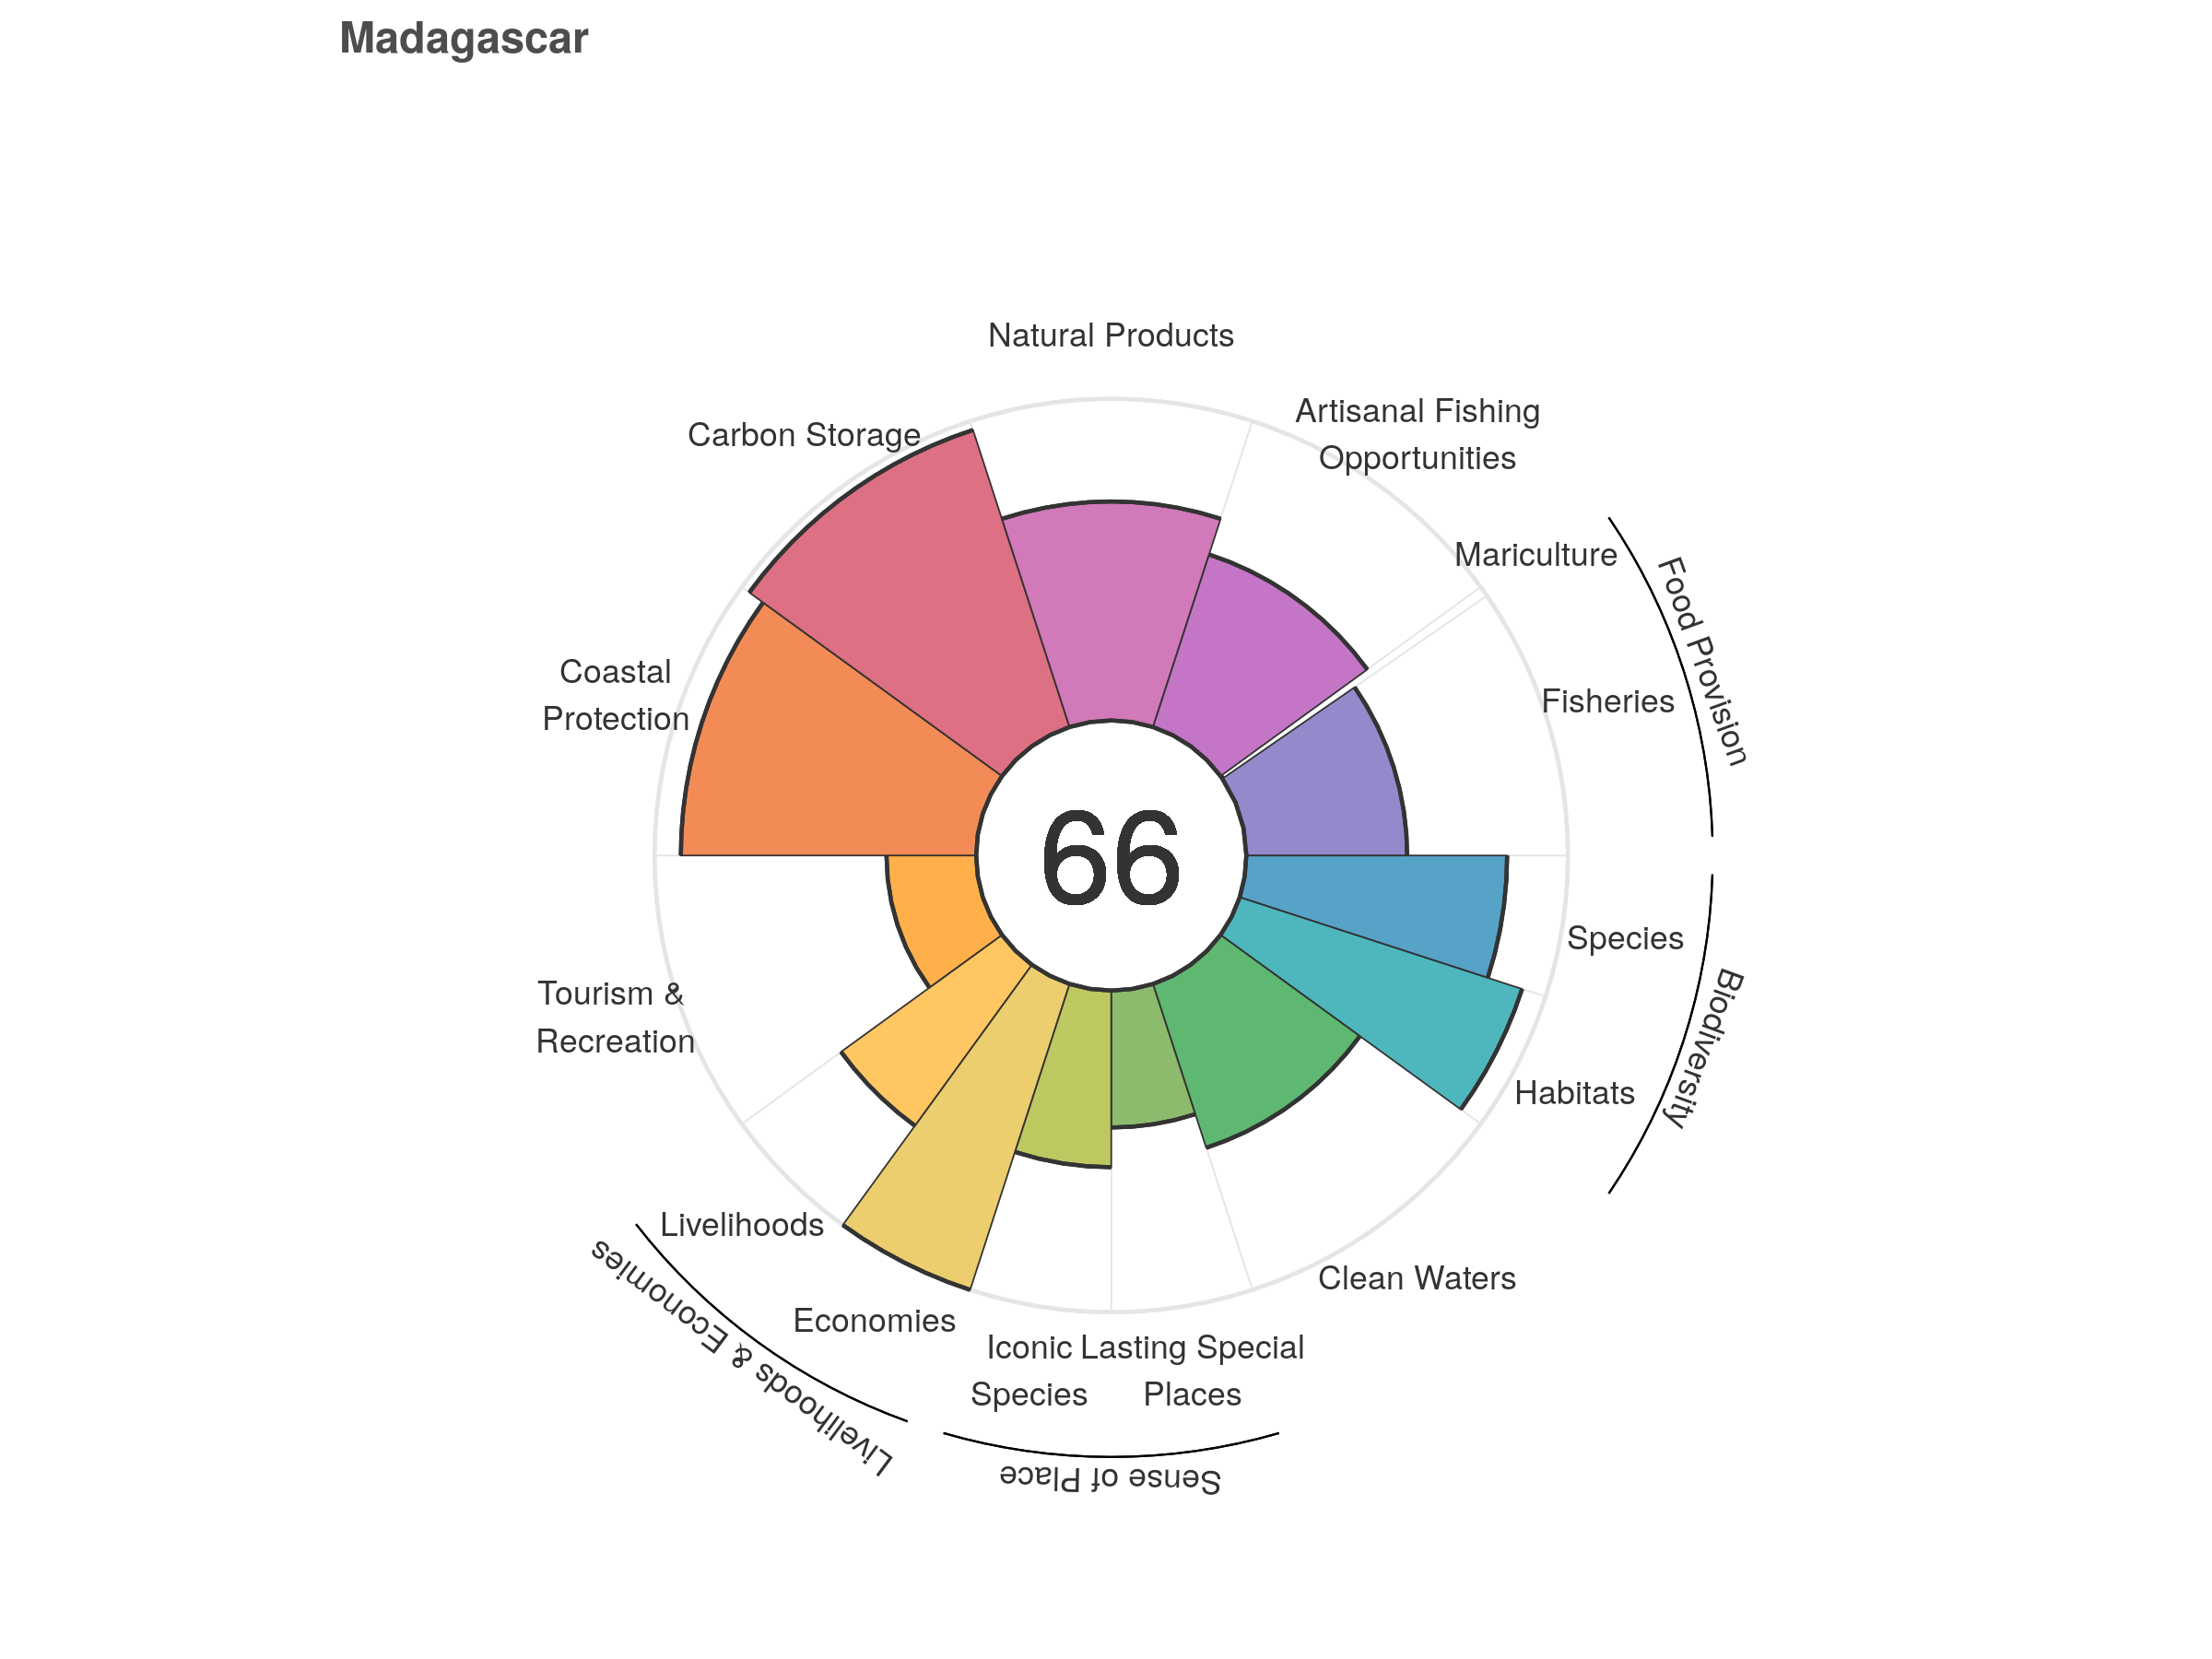 Madagascar
Natural Products
Artisanal Fishing
Opportunities
Carbon Storage
Mariculture
Food Provision
Fisheries
Coastal
Protection
66
Species
Biodiversity
Tourism &
Recreation
Habitats
Livelihoods
Clean Waters
Economies
Livelihoods & Economies
Iconic
Species
Lasting Special
Places
Sense of Place